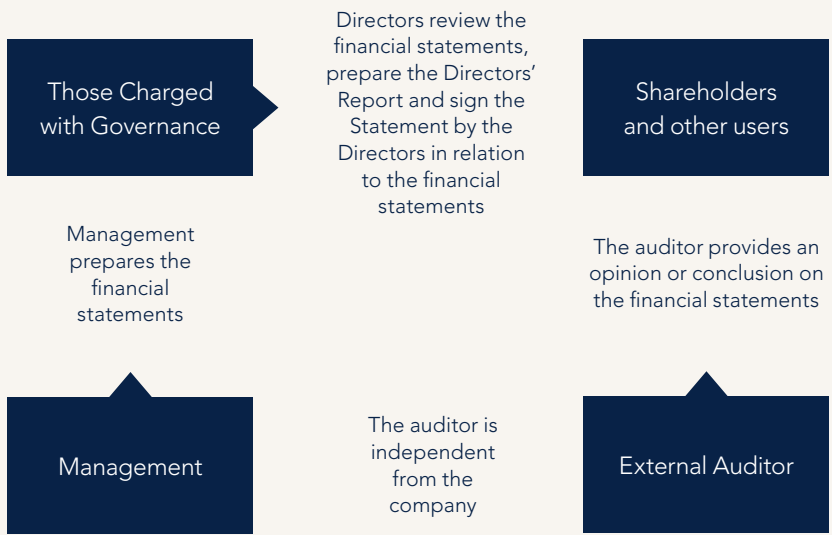 Those Charged
with Governance
Directors review the
financial statements,
prepare the Directors’
Report and sign the
Statement by the
Directors in relation
to the financial
statements
Shareholders
and other users
Management
prepares the
financial
statements
The auditor provides an
opinion or conclusion on
the financial statements
Management
The auditor is
independent
from the
company
External Auditor